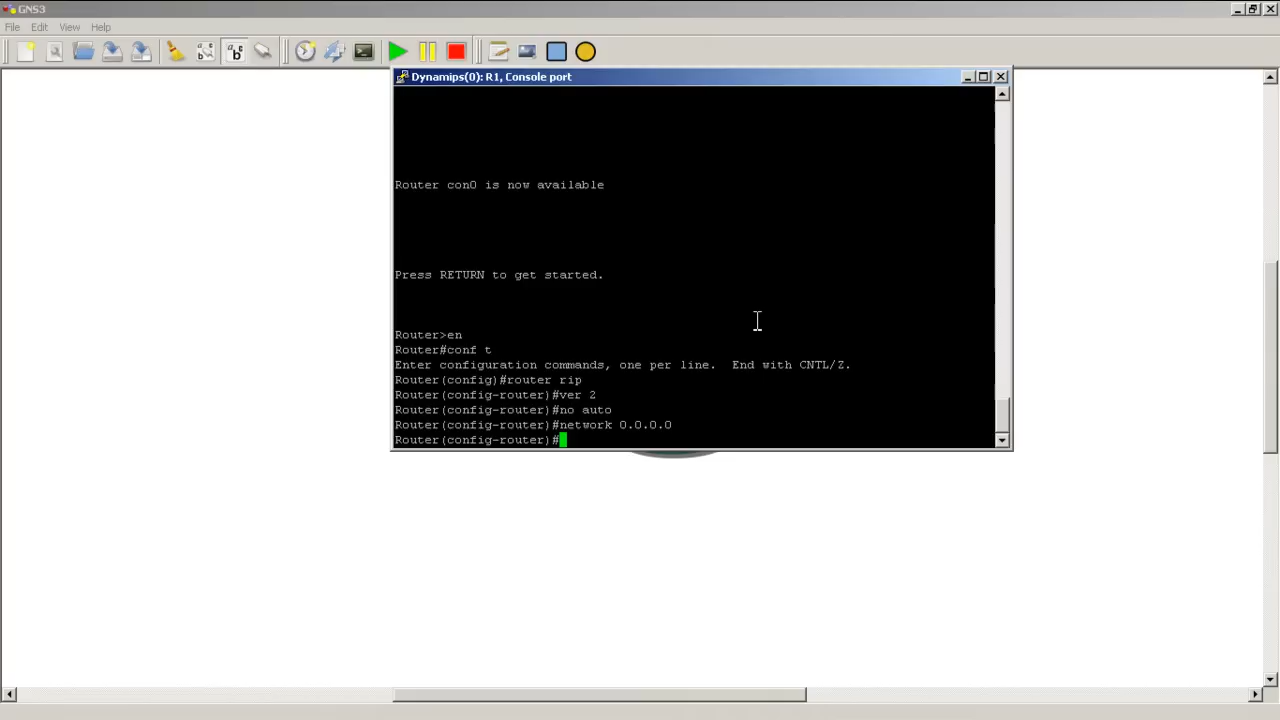 GNS3
File Edit View Help
Dynamips(0): R1, Console port
Router con0 is now available
Press RETURN to get started.
Router>en
Router#conf t
Enter configuration commands, one per line.  End with CNTL/Z.
Router(config)#router rip
Router(config-router)#ver 2
Router(config-router)#no auto
Router(config-router)#network 0.0.0.0
Router(config-router)#